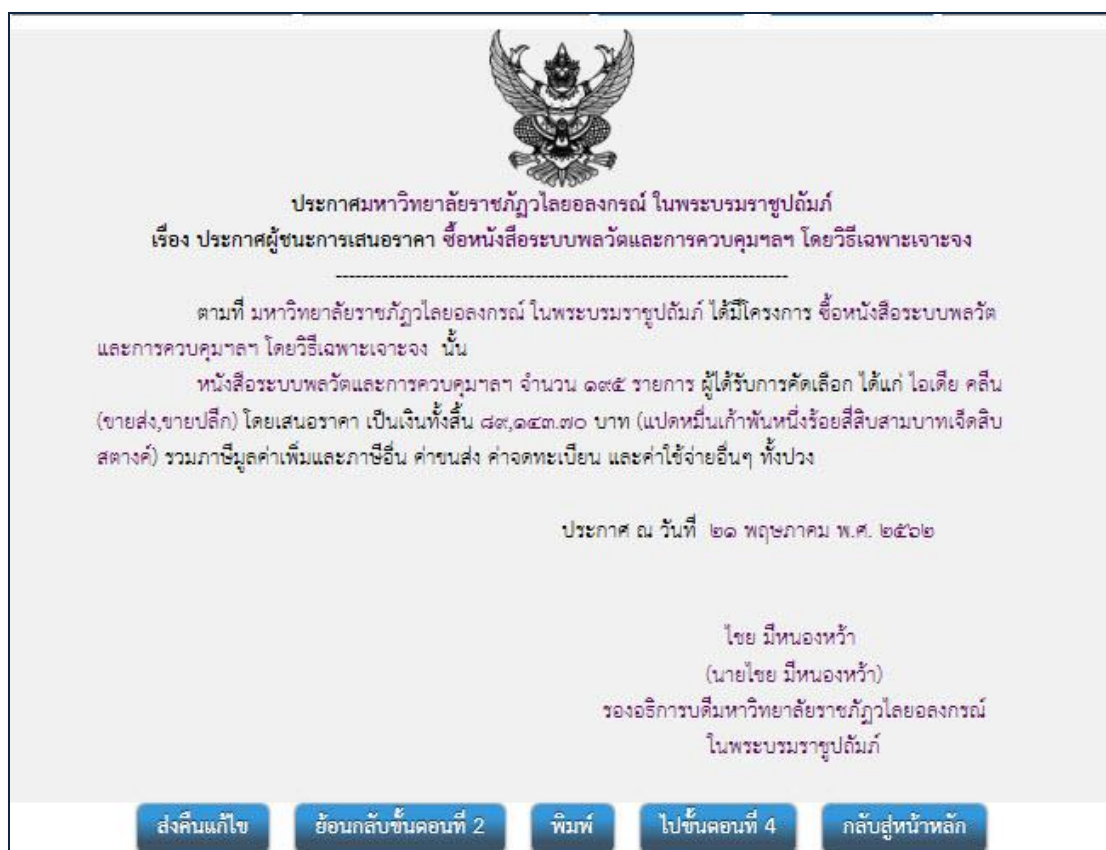 ประกาศมหาวิทยาลัยราชภัฏวไลยอลงกรณ์ ในพระบรมราชูปถัมภ์
เรื่อง ประกาศผู้ชนะการเสนอราคา ซื้อหนังสือระบบพลวัตและการควบคุมฯลฯ โดยวิธีเฉพาะเจาะจง
--------------------------------------------------------------------
ตามที่ มหาวิทยาลัยราชภัฏวไลยอลงกรณ์ ในพระบรมราชูปถัมภ์ ได้มีโครงการ ซื้อหนังสือระบบพลวัต
และการควบคุมฯลฯ โดยวิธีเฉพาะเจาะจง นั้น
หนังสือระบบพลวัตและการควบคุมฯลฯ จำนวน ๑๙๕ รายการ ผู้ได้รับการคัดเลือก ได้แก่ ไอเดีย คลีน
(ขายส่ง,ขายปลีก) โดยเสนอราคา เป็นเงินทั้งสิ้น ๘๙,๑๔๓.๗๐ บาท (แปดหมื่นเก้าพันหนึ่งร้อยสี่สิบสามบาทเจ็ดสิบ
สตางค์) รวมภาษีมูลค่าเพิ่มและภาษีอื่น ค่าขนส่ง ค่าจดทะเบียน และค่าใช้จ่ายอื่นๆ ทั้งปวง
ประกาศ ณ วันที่ ๒๑ พฤษภาคม พ.ศ. ๒๕๖๒
ไชย มีหนองหว้า
(นายไชย มีหนองหว้า)
รองอธิการบดีมหาวิทยาลัยราชภัฏวไลยอลงกรณ์
ในพระบรมราชูปถัมภ์
ส่งคืนแก้ไข ย้อนกลับขั้นตอนที่ 2 พิมพ์ ไปขั้นตอนที่ 4 กลับสู่หน้าหลัก